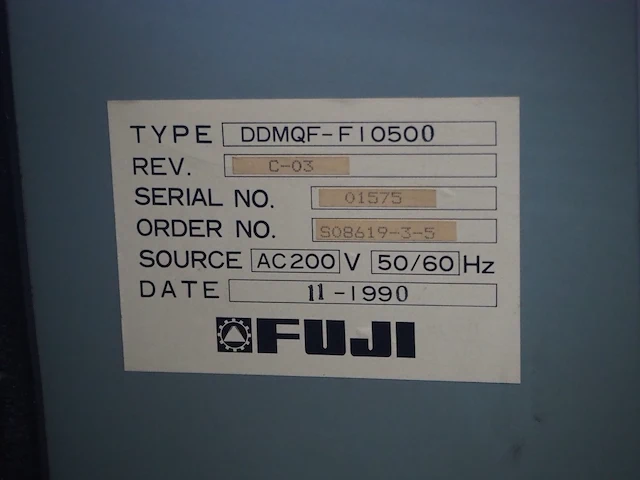 TYPE DDMQF-F10500
REV. C-03
SERIAL NO. 01575
ORDER NO. S08619-3-5
SOURCE AC200 V 50/60 Hz
DATE 11-1990
FUJI